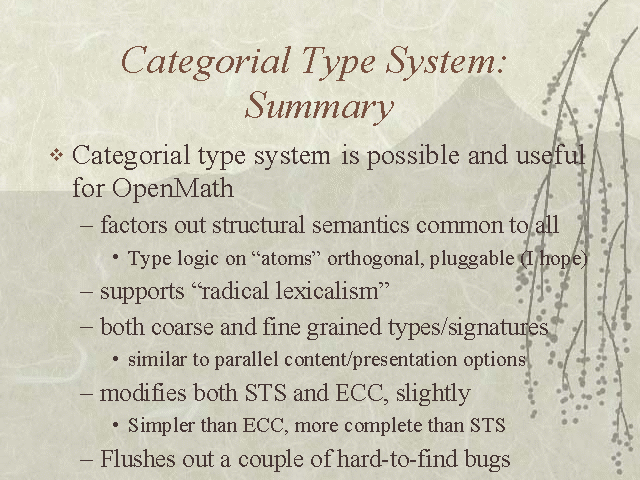 Categorial Type System:
Summary
❖ Categorial type system is possible and useful
for OpenMath
– factors out structural semantics common to all
• Type logic on “atoms” orthogonal, pluggable (I hope)
– supports “radical lexicalism”
– both coarse and fine grained types/signatures
• similar to parallel content/presentation options
– modifies both STS and ECC, slightly
• Simpler than ECC, more complete than STS
– Flushes out a couple of hard-to-find bugs